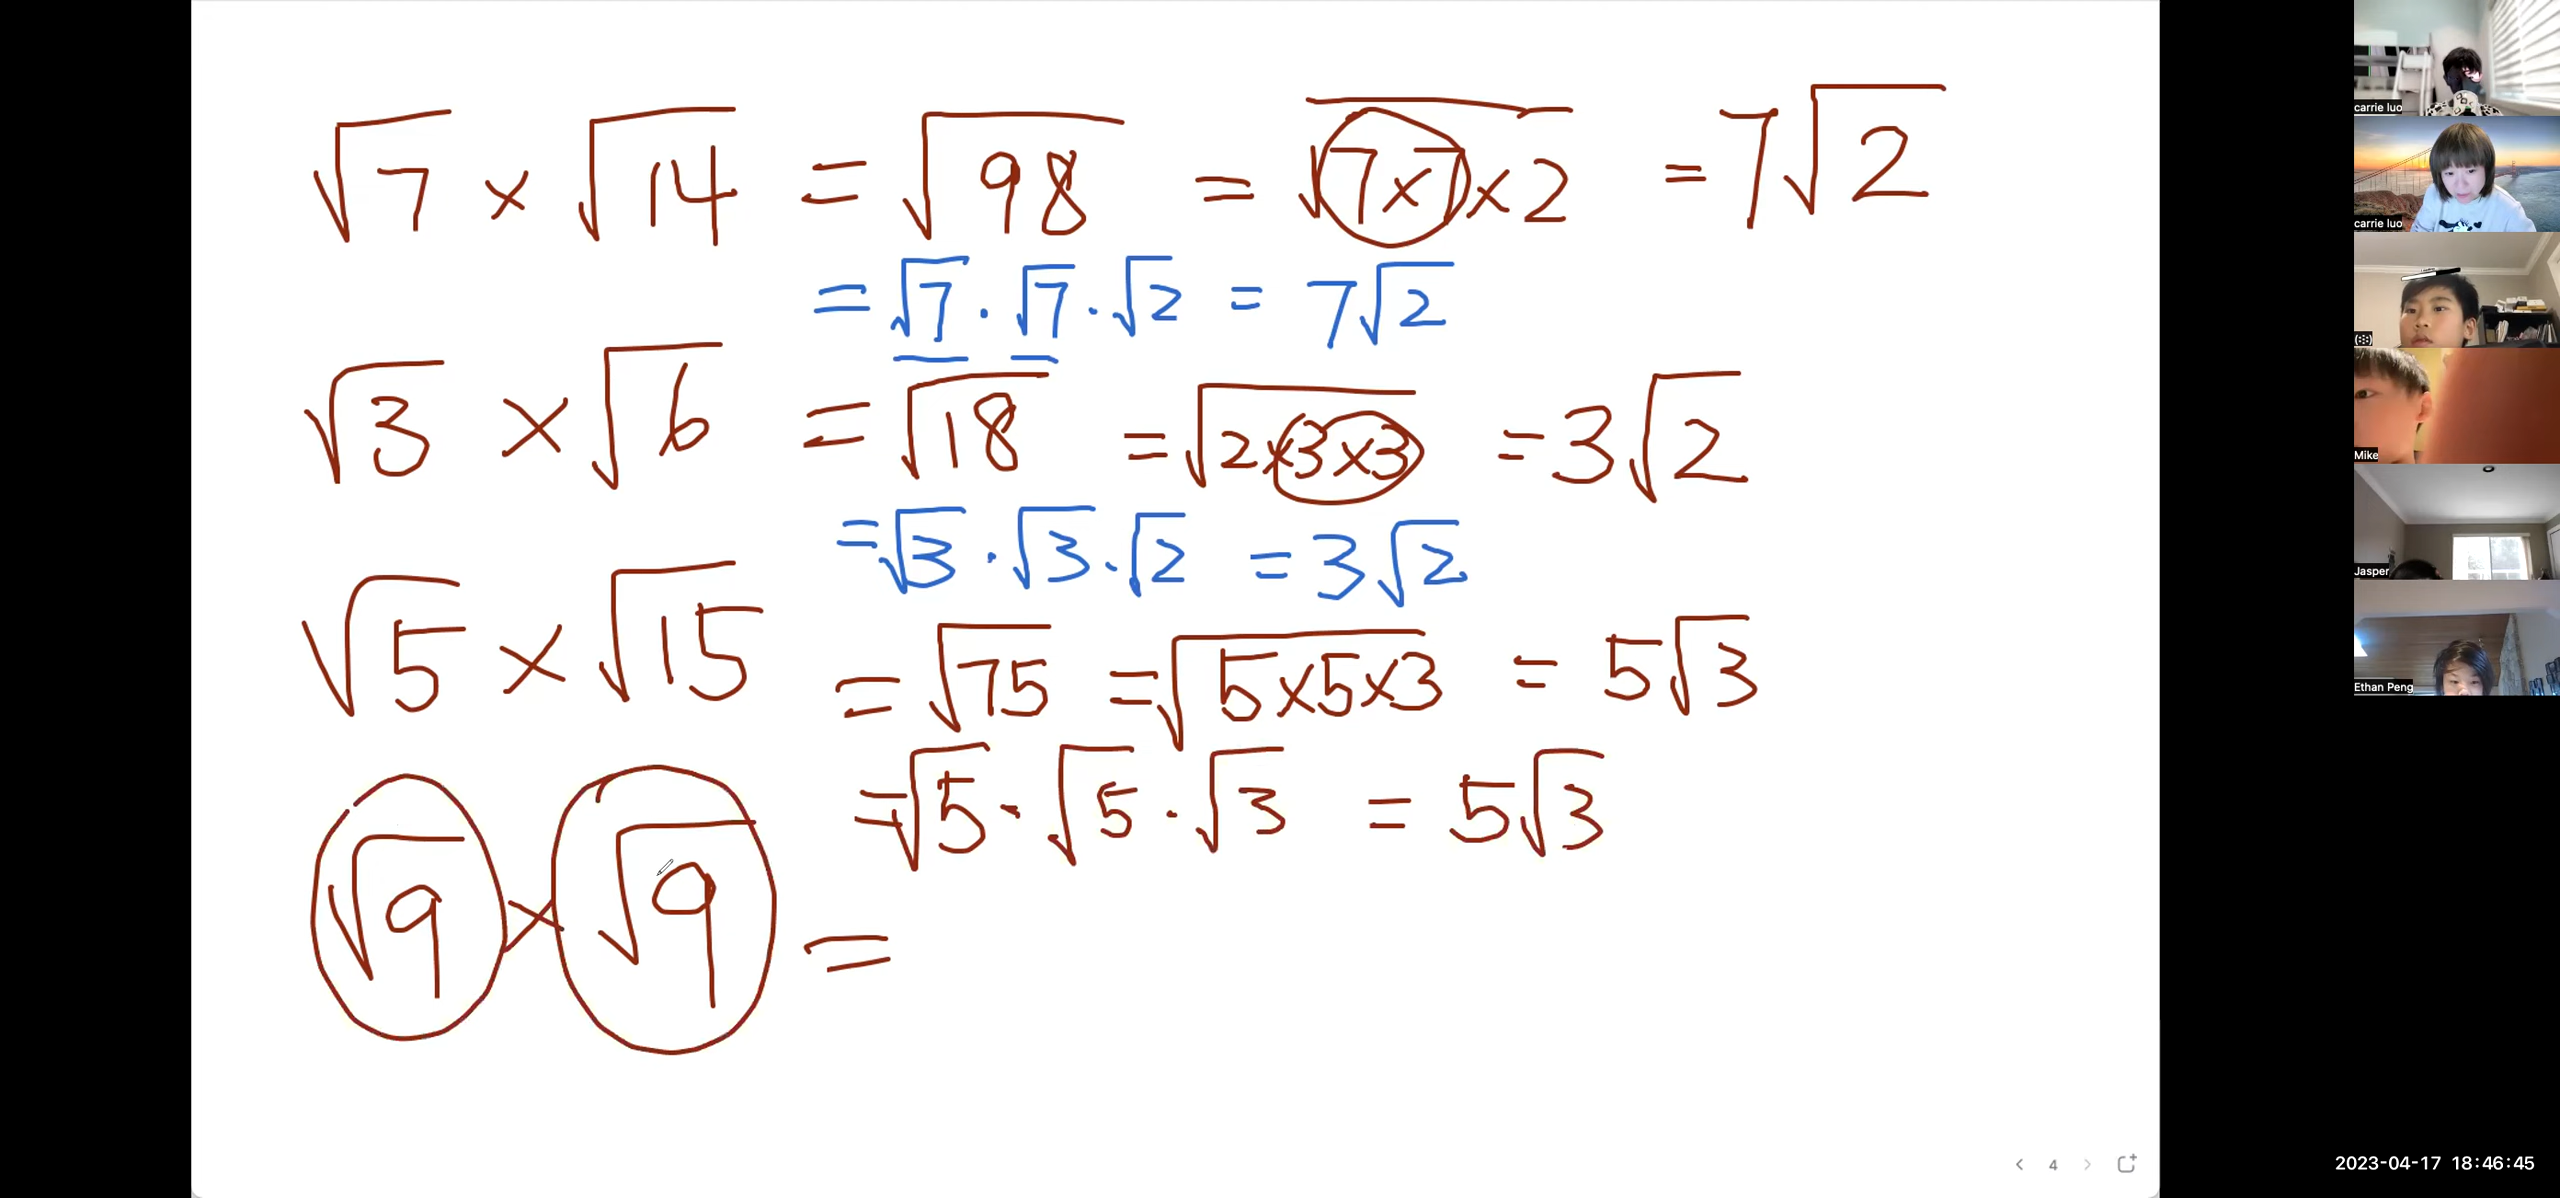 √7 × √14 = √98 = √7×7×2 = 7√2
= √7 · √7 · √2 = 7√2
√3 × √6 = √18 = √2×3×3 = 3√2
= √3 · √3 · √2 = 3√2
√5 × √15 = √75 = √5×5×3 = 5√3
= √5 · √5 · √3 = 5√3
√9 × √9 =
carrie luo
carrie luo
Mike
Jasper
Ethan Peng
4
2023-04-17 18:46:45